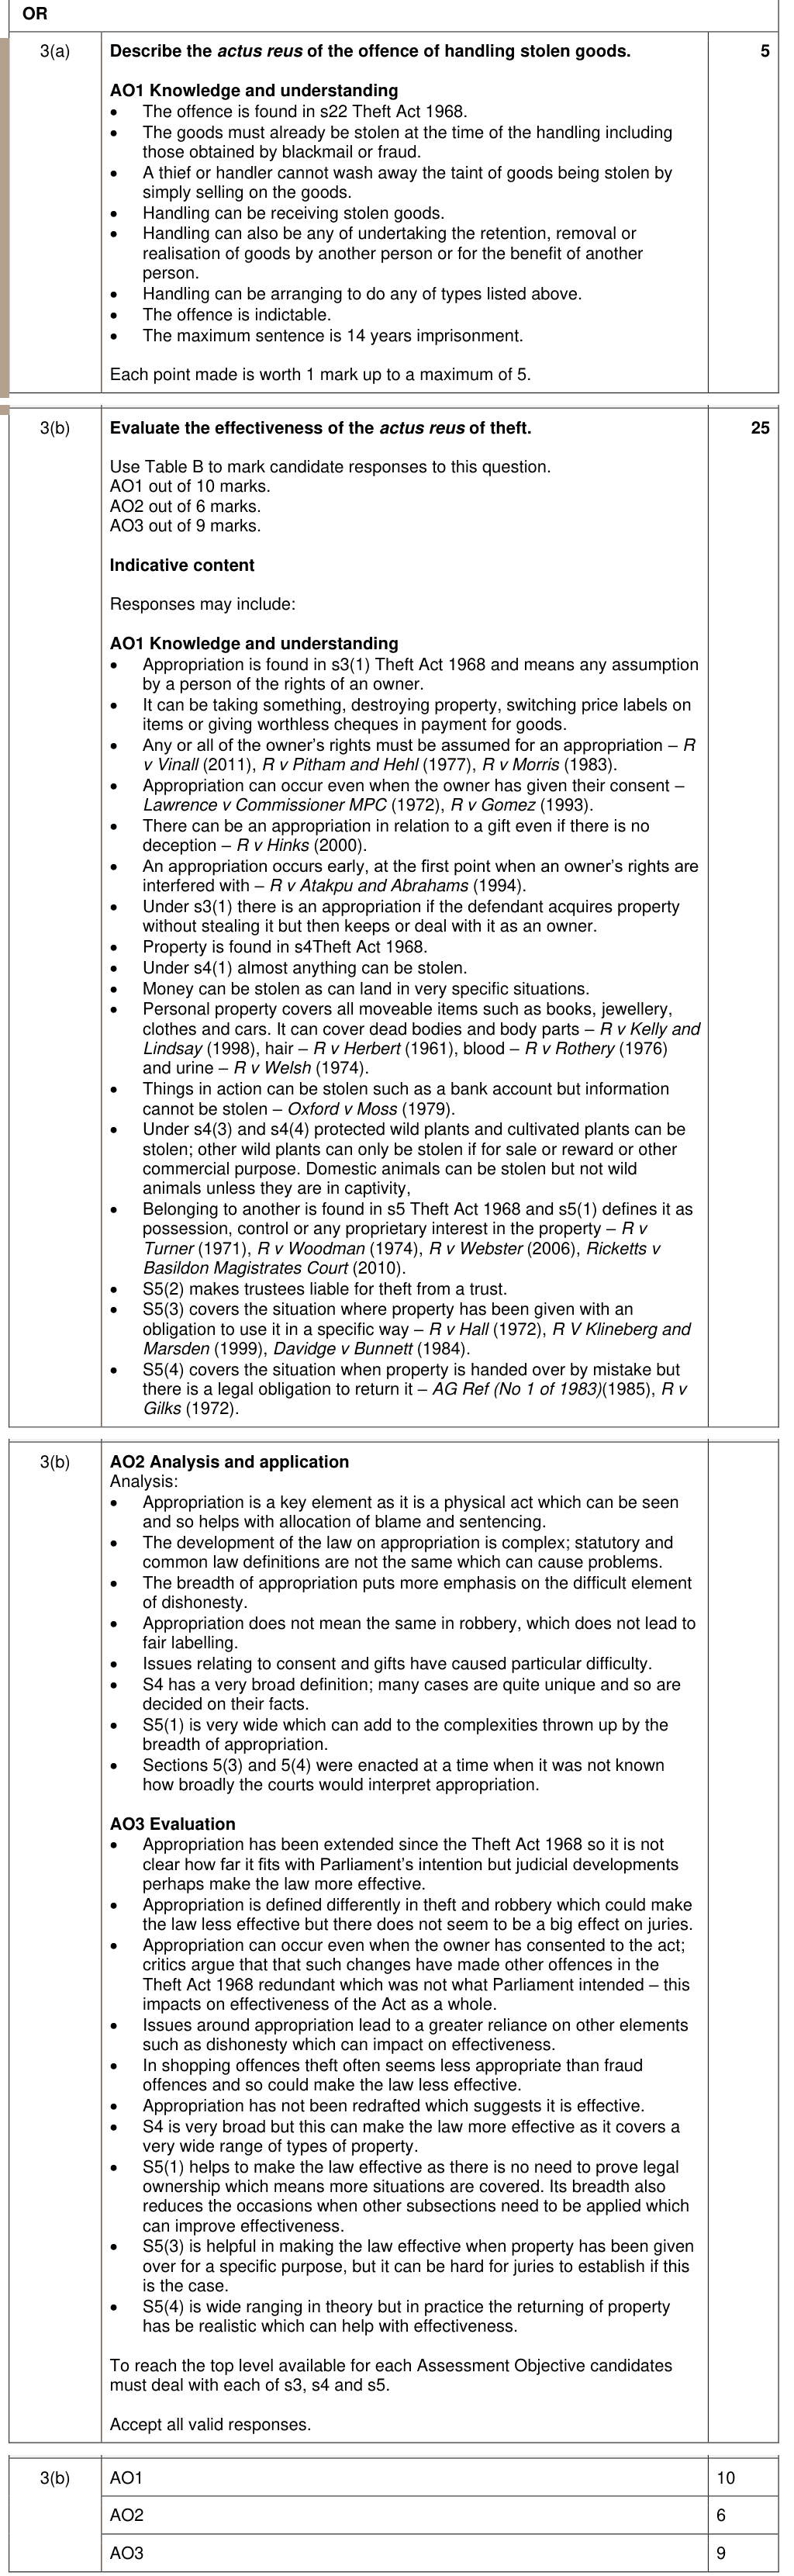 OR
3(a)
Describe the actus reus of the offence of handling stolen goods.
5
AO1 Knowledge and understanding
• The offence is found in s22 Theft Act 1968.
• The goods must already be stolen at the time of the handling including
those obtained by blackmail or fraud.
• A thief or handler cannot wash away the taint of goods being stolen by
simply selling on the goods.
• Handling can be receiving stolen goods.
• Handling can also be any of undertaking the retention, removal or
realisation of goods by another person or for the benefit of another
person.
• Handling can be arranging to do any of types listed above.
• The offence is indictable.
• The maximum sentence is 14 years imprisonment.
Each point made is worth 1 mark up to a maximum of 5.
3(b)
Evaluate the effectiveness of the actus reus of theft.
25
Use Table B to mark candidate responses to this question.
AO1 out of 10 marks.
AO2 out of 6 marks.
AO3 out of 9 marks.
Indicative content
Responses may include:
AO1 Knowledge and understanding
• Appropriation is found in s3(1) Theft Act 1968 and means any assumption
by a person of the rights of an owner.
• It can be taking something, destroying property, switching price labels on
items or giving worthless cheques in payment for goods.
• Any or all of the owner's rights must be assumed for an appropriation – R
v Vinall (2011), R v Pitham and Hehl (1977), R v Morris (1983).
• Appropriation can occur even when the owner has given their consent –
Lawrence v Commissioner MPC (1972), R v Gomez (1993).
• There can be an appropriation in relation to a gift even if there is no
deception – R v Hinks (2000).
• An appropriation occurs early, at the first point when an owner's rights are
interfered with – R v Atakpu and Abrahams (1994).
• Under s3(1) there is an appropriation if the defendant acquires property
without stealing it but then keeps or deal with it as an owner.
• Property is found in s4Theft Act 1968.
• Under s4(1) almost anything can be stolen.
• Money can be stolen as can land in very specific situations.
• Personal property covers all moveable items such as books, jewellery,
clothes and cars. It can cover dead bodies and body parts – R v Kelly and
Lindsay (1998), hair – R v Herbert (1961), blood – R v Rothery (1976)
and urine – R v Welsh (1974).
• Things in action can be stolen such as a bank account but information
cannot be stolen – Oxford v Moss (1979).
• Under s4(3) and s4(4) protected wild plants and cultivated plants can be
stolen; other wild plants can only be stolen if for sale or reward or other
commercial purpose. Domestic animals can be stolen but not wild
animals unless they are in captivity,
• Belonging to another is found in s5 Theft Act 1968 and s5(1) defines it as
possession, control or any proprietary interest in the property – R v
Turner (1971), R v Woodman (1974), R v Webster (2006), Ricketts v
Basildon Magistrates Court (2010).
• S5(2) makes trustees liable for theft from a trust.
• S5(3) covers the situation where property has been given with an
obligation to use it in a specific way – R v Hall (1972), R V Klineberg and
Marsden (1999), Davidge v Bunnett (1984).
• S5(4) covers the situation when property is handed over by mistake but
there is a legal obligation to return it – AG Ref (No 1 of 1983)(1985), R v
Gilks (1972).
3(b)
AO2 Analysis and application
Analysis:
• Appropriation is a key element as it is a physical act which can be seen
and so helps with allocation of blame and sentencing.
• The development of the law on appropriation is complex; statutory and
common law definitions are not the same which can cause problems.
• The breadth of appropriation puts more emphasis on the difficult element
of dishonesty.
• Appropriation does not mean the same in robbery, which does not lead to
fair labelling.
• Issues relating to consent and gifts have caused particular difficulty.
• S4 has a very broad definition; many cases are quite unique and so are
decided on their facts.
• S5(1) is very wide which can add to the complexities thrown up by the
breadth of appropriation.
• Sections 5(3) and 5(4) were enacted at a time when it was not known
how broadly the courts would interpret appropriation.
AO3 Evaluation
• Appropriation has been extended since the Theft Act 1968 so it is not
clear how far it fits with Parliament's intention but judicial developments
perhaps make the law more effective.
• Appropriation is defined differently in theft and robbery which could make
the law less effective but there does not seem to be a big effect on juries.
• Appropriation can occur even when the owner has consented to the act;
critics argue that that such changes have made other offences in the
Theft Act 1968 redundant which was not what Parliament intended – this
impacts on effectiveness of the Act as a whole.
• Issues around appropriation lead to a greater reliance on other elements
such as dishonesty which can impact on effectiveness.
• In shopping offences theft often seems less appropriate than fraud
offences and so could make the law less effective.
• Appropriation has not been redrafted which suggests it is effective.
• S4 is very broad but this can make the law more effective as it covers a
very wide range of types of property.
• S5(1) helps to make the law effective as there is no need to prove legal
ownership which means more situations are covered. Its breadth also
reduces the occasions when other subsections need to be applied which
can improve effectiveness.
• S5(3) is helpful in making the law effective when property has been given
over for a specific purpose, but it can be hard for juries to establish if this
is the case.
• S5(4) is wide ranging in theory but in practice the returning of property
has be realistic which can help with effectiveness.
To reach the top level available for each Assessment Objective candidates
must deal with each of s3, s4 and s5.
Accept all valid responses.
3(b)
AO1
10
AO2
6
AO3
9